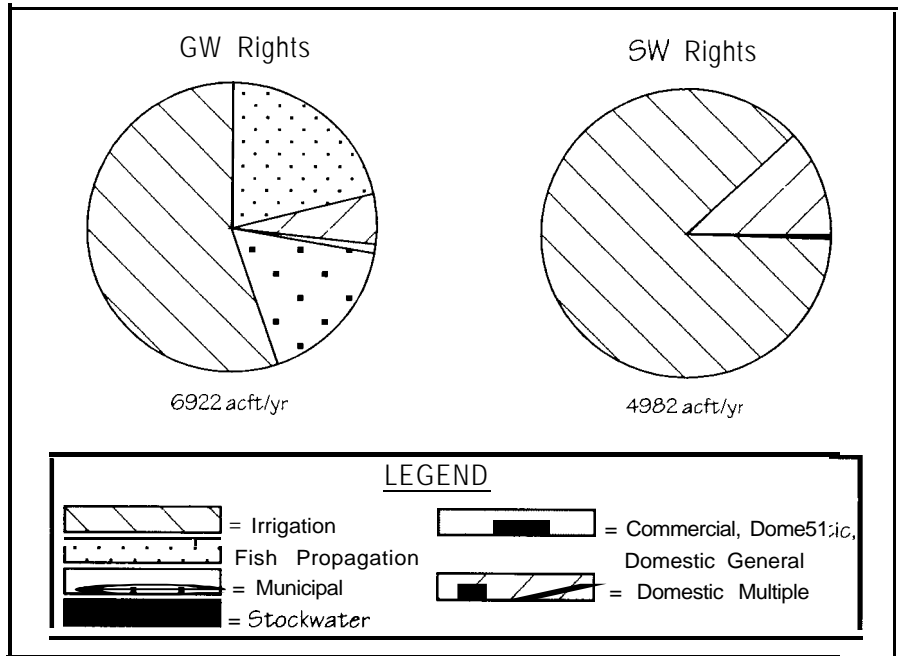 GW Rights
SW Rights
6922 acft/yr
4982 acft/yr
LEGEND
= Irrigation
Fish Propagation
= Municipal
= Stockwater
= Commercial, Dome51ic,
Domestic General
= Domestic Multiple